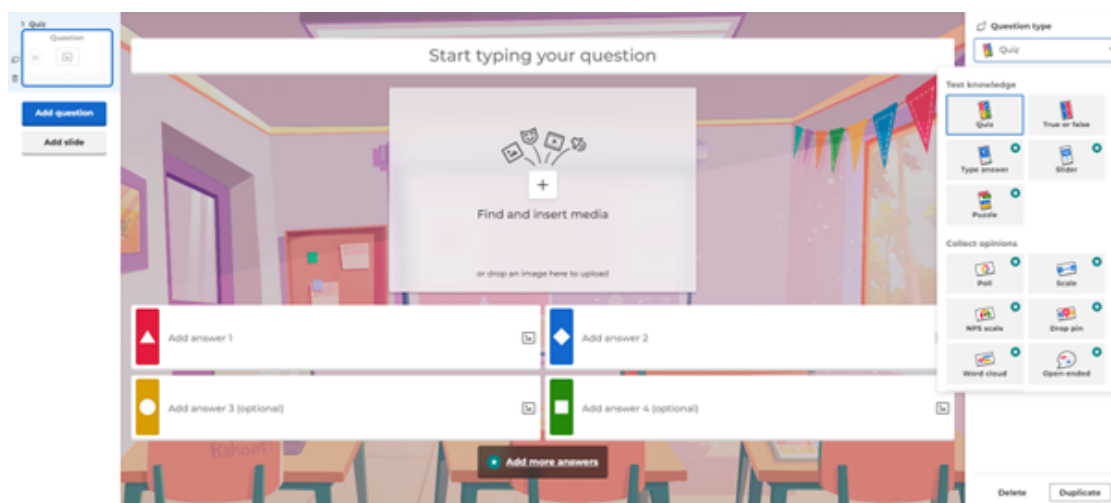 1 Quiz
Question
Add question
Add slide
Start typing your question
Find and insert media
or drop an image here to upload
Add answer 1
Add answer 2
Add answer 3 (optional)
Add answer 4 (optional)
Kahoot!
Add more answers
Question type
Quiz
Test knowledge
Quiz
True or false
Type answer
Slider
Puzzle
Collect opinions
Poll
Scale
NPS scale
Drop pin
Word cloud
Open-ended
Delete
Duplicate